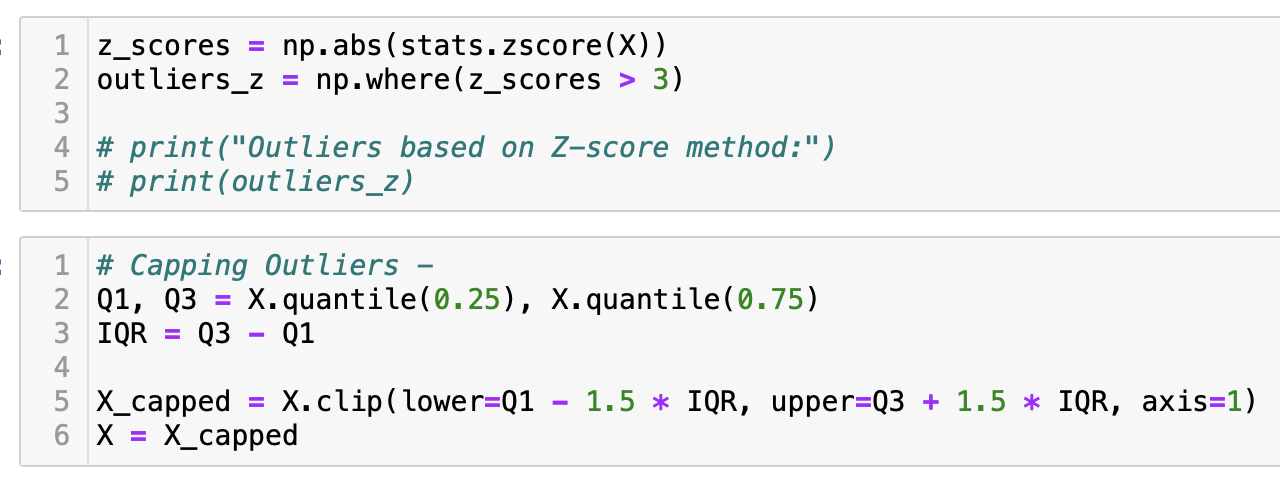 1 z_scores = np.abs(stats.zscore(X))
2 outliers_z = np.where(z_scores > 3)
3
4 # print("Outliers based on Z-score method:")
5 # print(outliers_z)
1 # Capping Outliers -
2 Q1, Q3 = X.quantile(0.25), X.quantile(0.75)
3 IQR = Q3 - Q1
4
5 X_capped = X.clip(lower=Q1 - 1.5 * IQR, upper=Q3 + 1.5 * IQR, axis=1)
6 X = X_capped